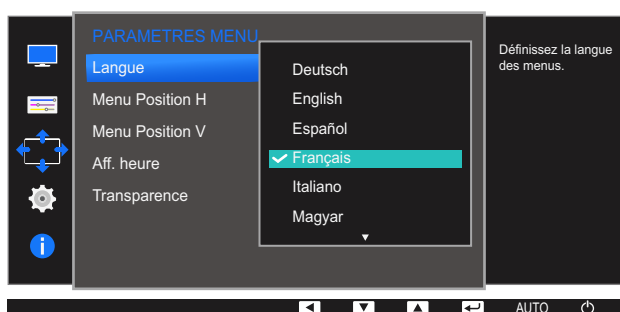 PARAMETRES MENU
Langue
Menu Position H
Menu Position V
Aff. heure
Transparence
Deutsch
English
Español
Français
Italiano
Magyar
Définissez la langue
des menus.
AUTO